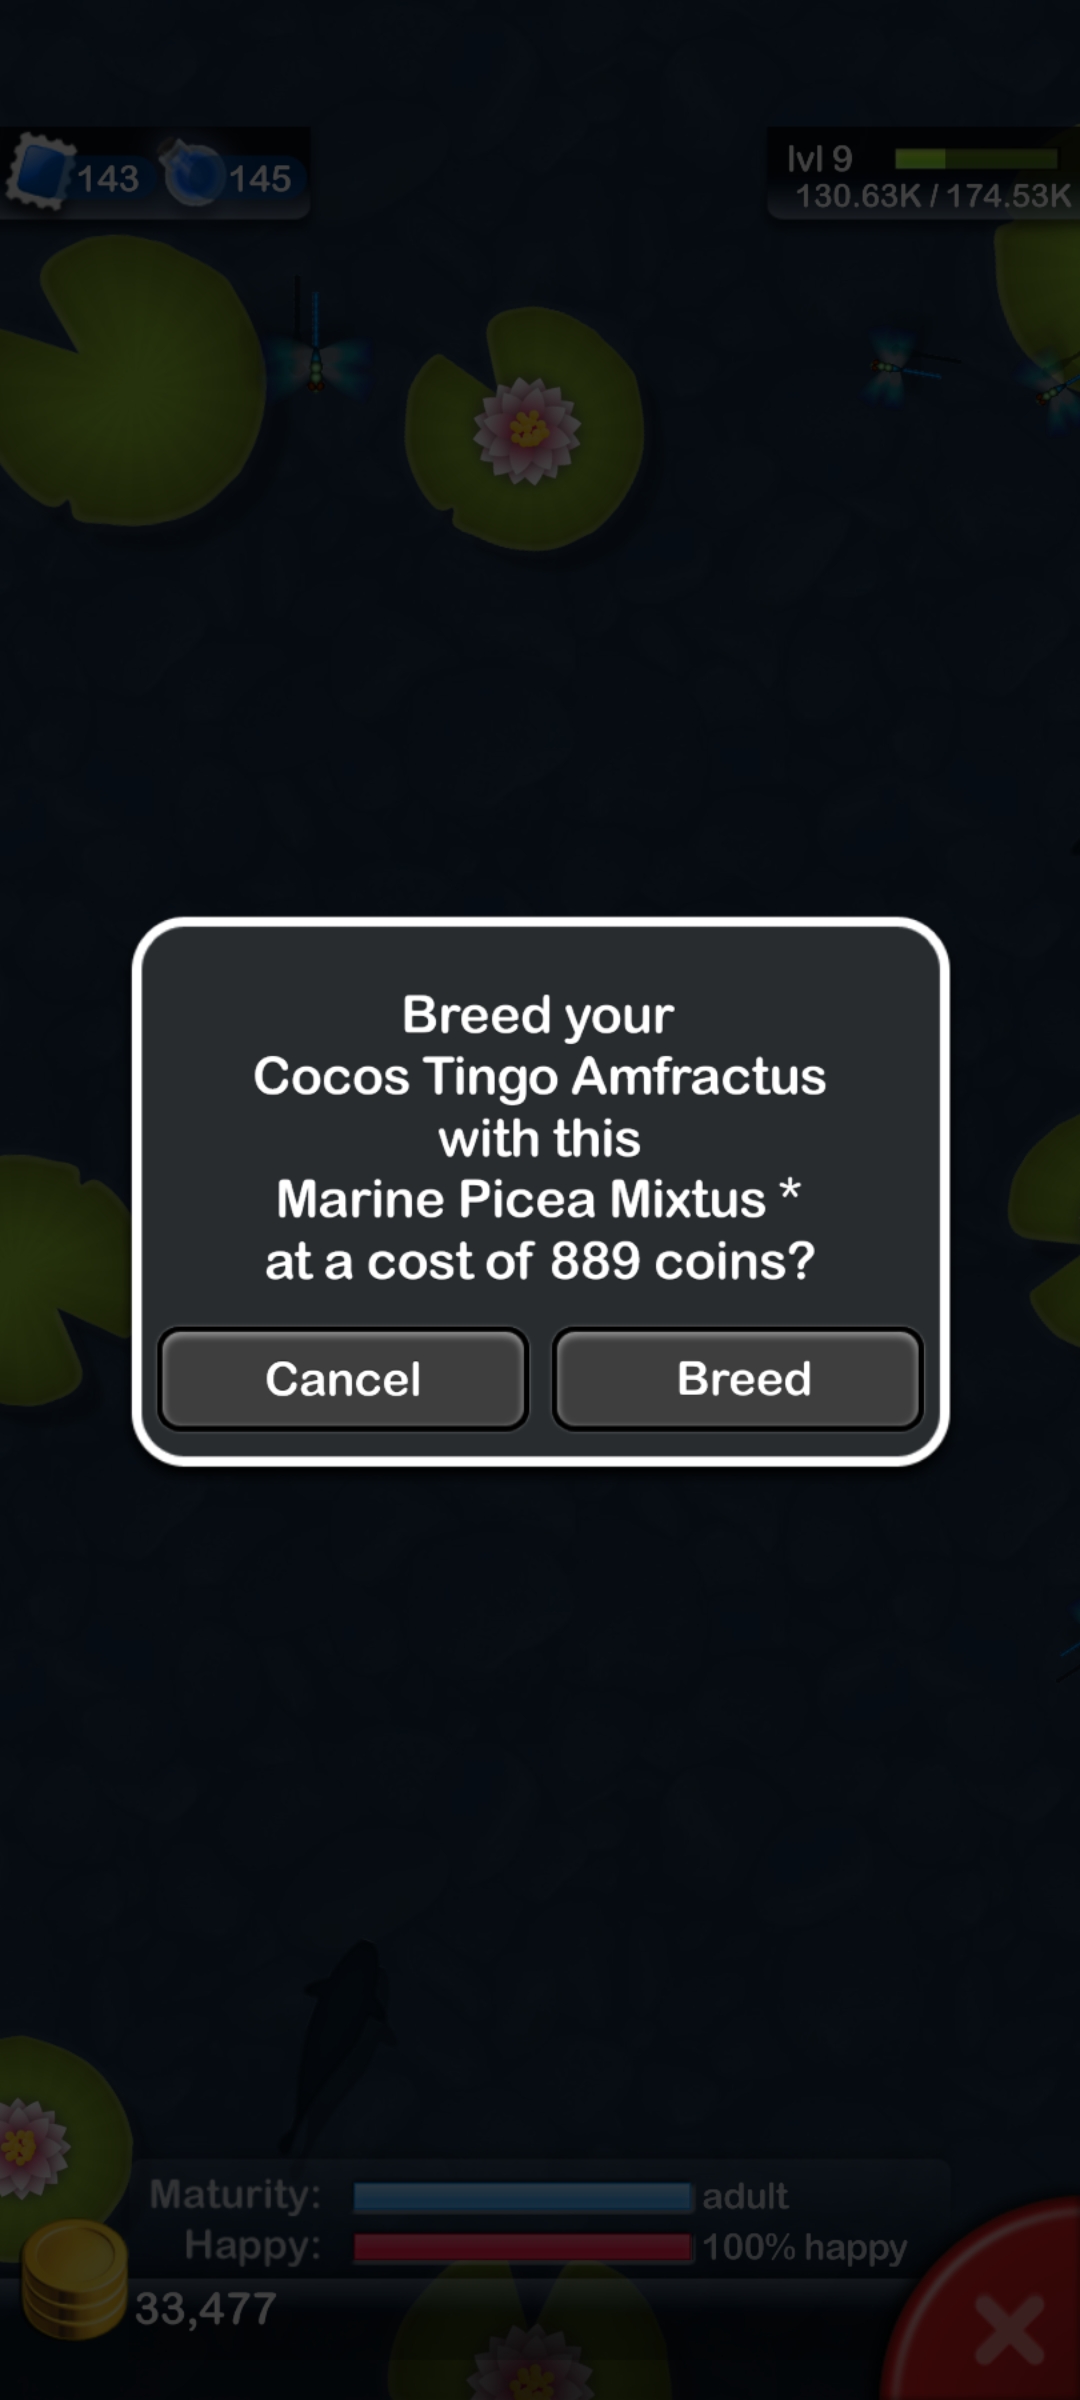 143
145
lvl 9
130.63K / 174.53K
Breed your
Cocos Tingo Amfractus
with this
Marine Picea Mixtus *
at a cost of 889 coins?
Cancel
Breed
Maturity: adult
Happy: 100% happy
33,477